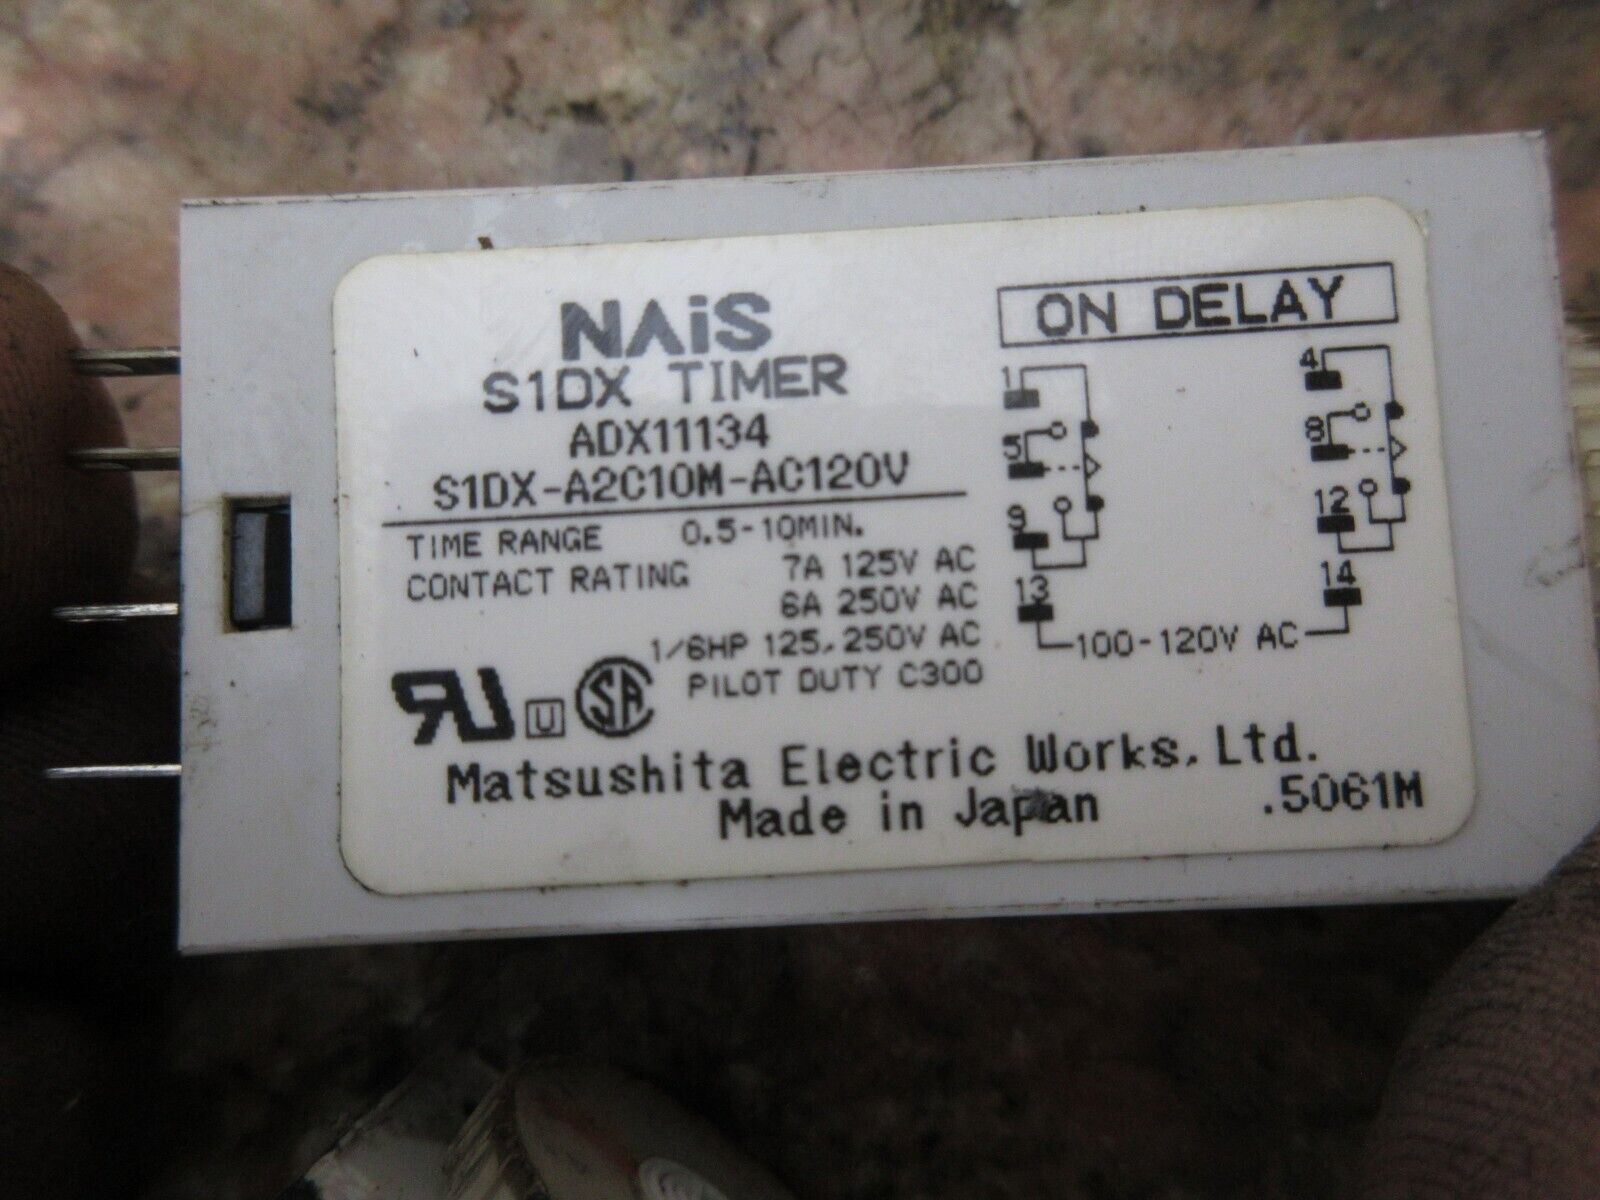 NAiS
S1DX TIMER
ADX11134
S1DX-A2C10M-AC120V
TIME RANGE 0.5-10MIN.
CONTACT RATING 7A 125V AC
6A 250V AC
1/6HP 125,250V AC
PILOT DUTY C300
RU U SA
ON DELAY
1 4
5 8
9 12
13 14
100-120V AC
Matsushita Electric Works, Ltd.
Made in Japan .5061M